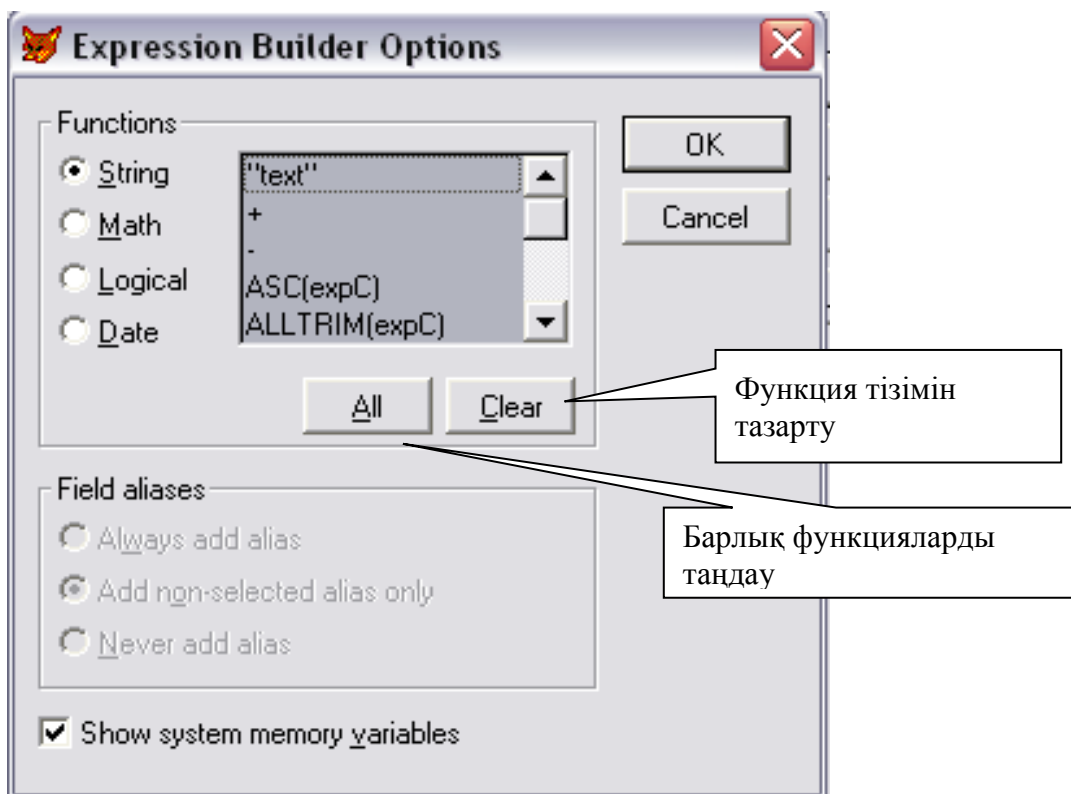 Expression Builder Options
Functions
String
Math
Logical
Date
"text"
+
-
ASC(expC)
ALLTRIM(expC)
All
Clear
OK
Cancel
Функция тізімін
тазарту
Field aliases
Always add alias
Add non-selected alias only
Never add alias
Барлық функцияларды
таңдау
Show system memory variables